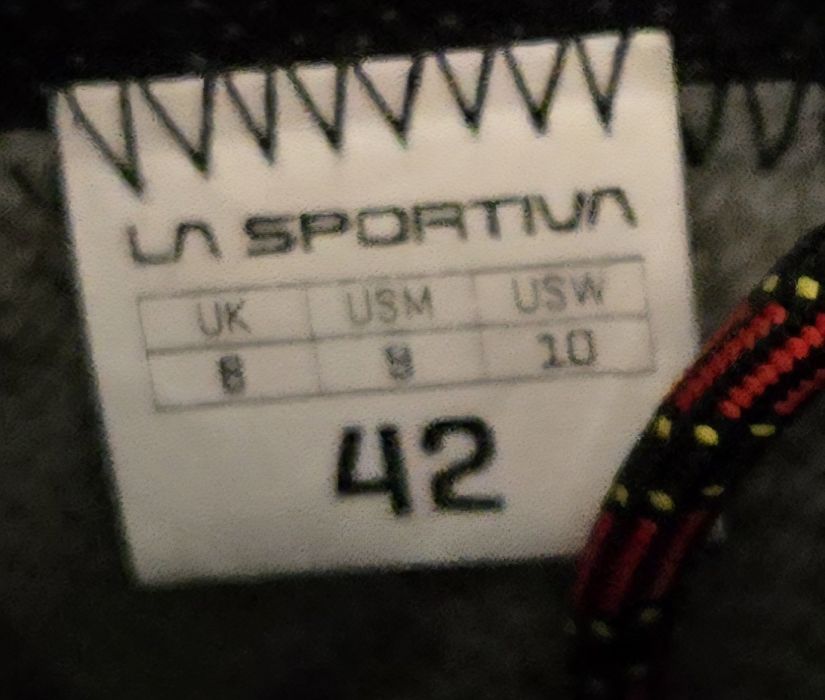 LA SPORTIVA
UK USM USW
8 9 10
42